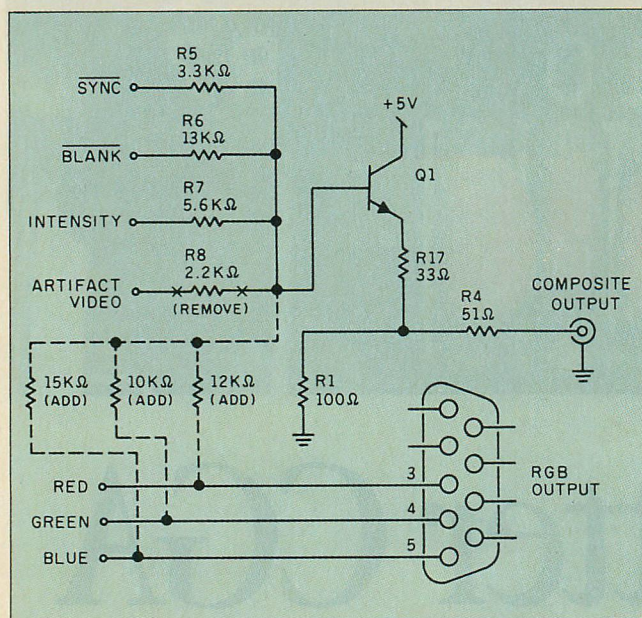 R5
3.3KΩ
SYNC
R6
13KΩ
BLANK
R7
5.6KΩ
INTENSITY
R8
2.2KΩ
ARTIFACT
VIDEO
(REMOVE)
+5V
Q1
R17
33Ω
R4
51Ω
COMPOSITE
OUTPUT
15KΩ
(ADD)
10KΩ
(ADD)
12KΩ
(ADD)
R1
100Ω
RED
3
GREEN
4
BLUE
5
RGB
OUTPUT